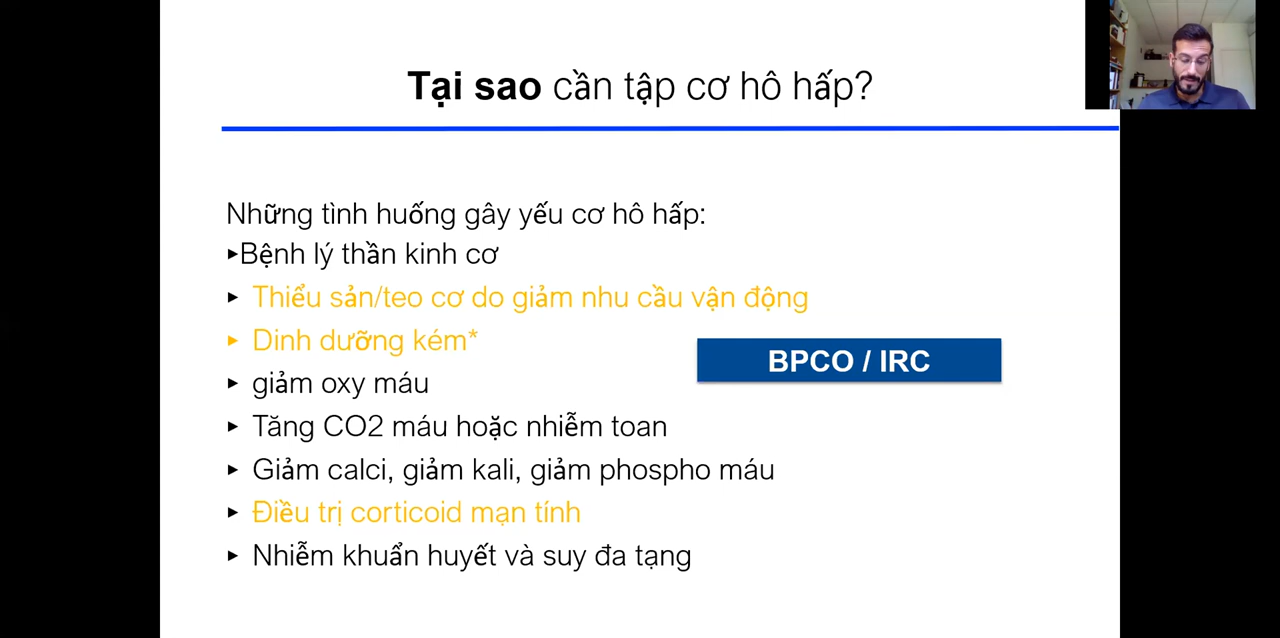 Tại sao cần tập cơ hô hấp?
Những tình huống gây yếu cơ hô hấp:
▸Bệnh lý thần kinh cơ
▸ Thiểu sản/teo cơ do giảm nhu cầu vận động
▸ Dinh dưỡng kém*
BPCO / IRC
▸ giảm oxy máu
▸ Tăng CO2 máu hoặc nhiễm toan
▸ Giảm calci, giảm kali, giảm phospho máu
▸ Điều trị corticoid mạn tính
▸ Nhiễm khuẩn huyết và suy đa tạng